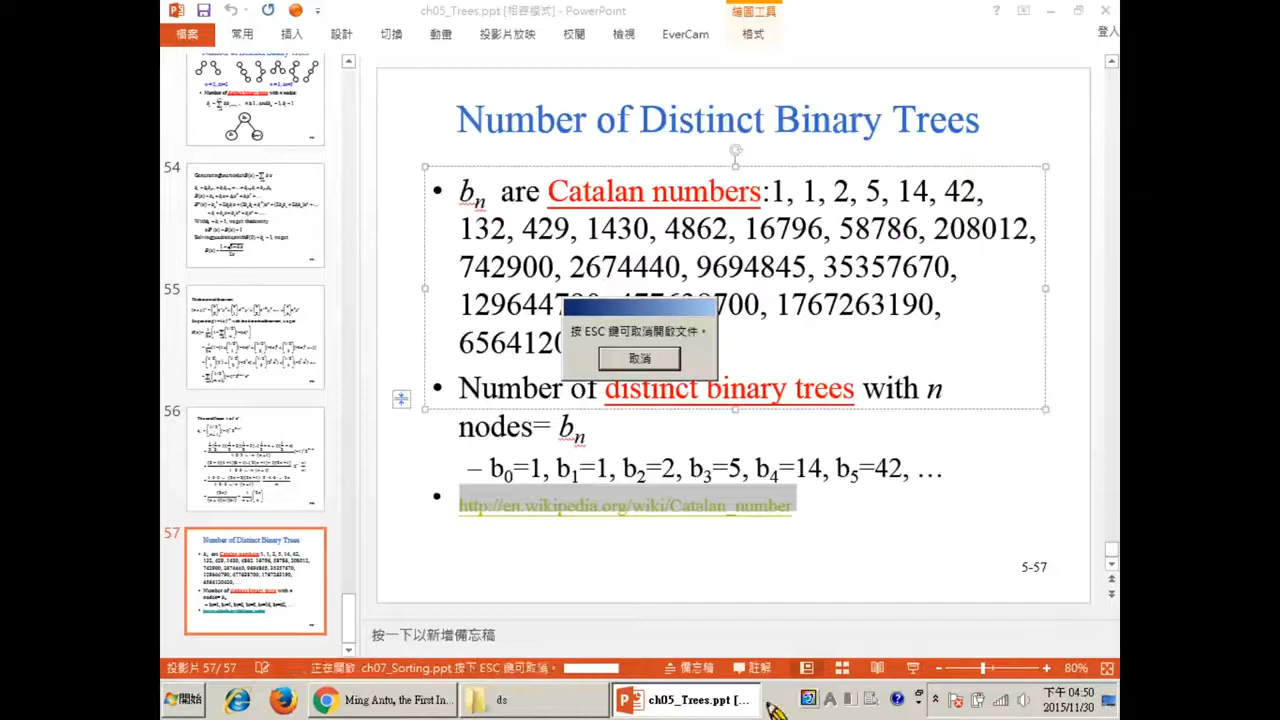 ch05_Trees.ppt [相容模式] - PowerPoint
繪圖工具
檔案 常用 插入 設計 切換 動畫 投影片放映 校閱 檢視 EverCam 格式 登入
54
55
56
57
Number of Distinct Binary Trees
• bn are Catalan numbers:1, 1, 2, 5, 14, 42,
132, 429, 1430, 4862, 16796, 58786, 208012,
742900, 2674440, 9694845, 35357670,
1767263190,
• Number of distinct binary trees with n
nodes= bn
– b0=1, b1=1, b2=2, b3=5, b4=14, b5=42, …
• http://en.wikipedia.org/wiki/Catalan_number
5-57
按 ESC 鍵可取消開啟文件。
取消
按一下以新增備忘稿
投影片 57/ 57 正在開啟 ch07_Sorting.ppt 按下 ESC 鍵可取消。 備忘稿 註解 80%
開始 Ming Antu, the First In... ds ch05_Trees.ppt [... 下午 04:50
2015/11/30